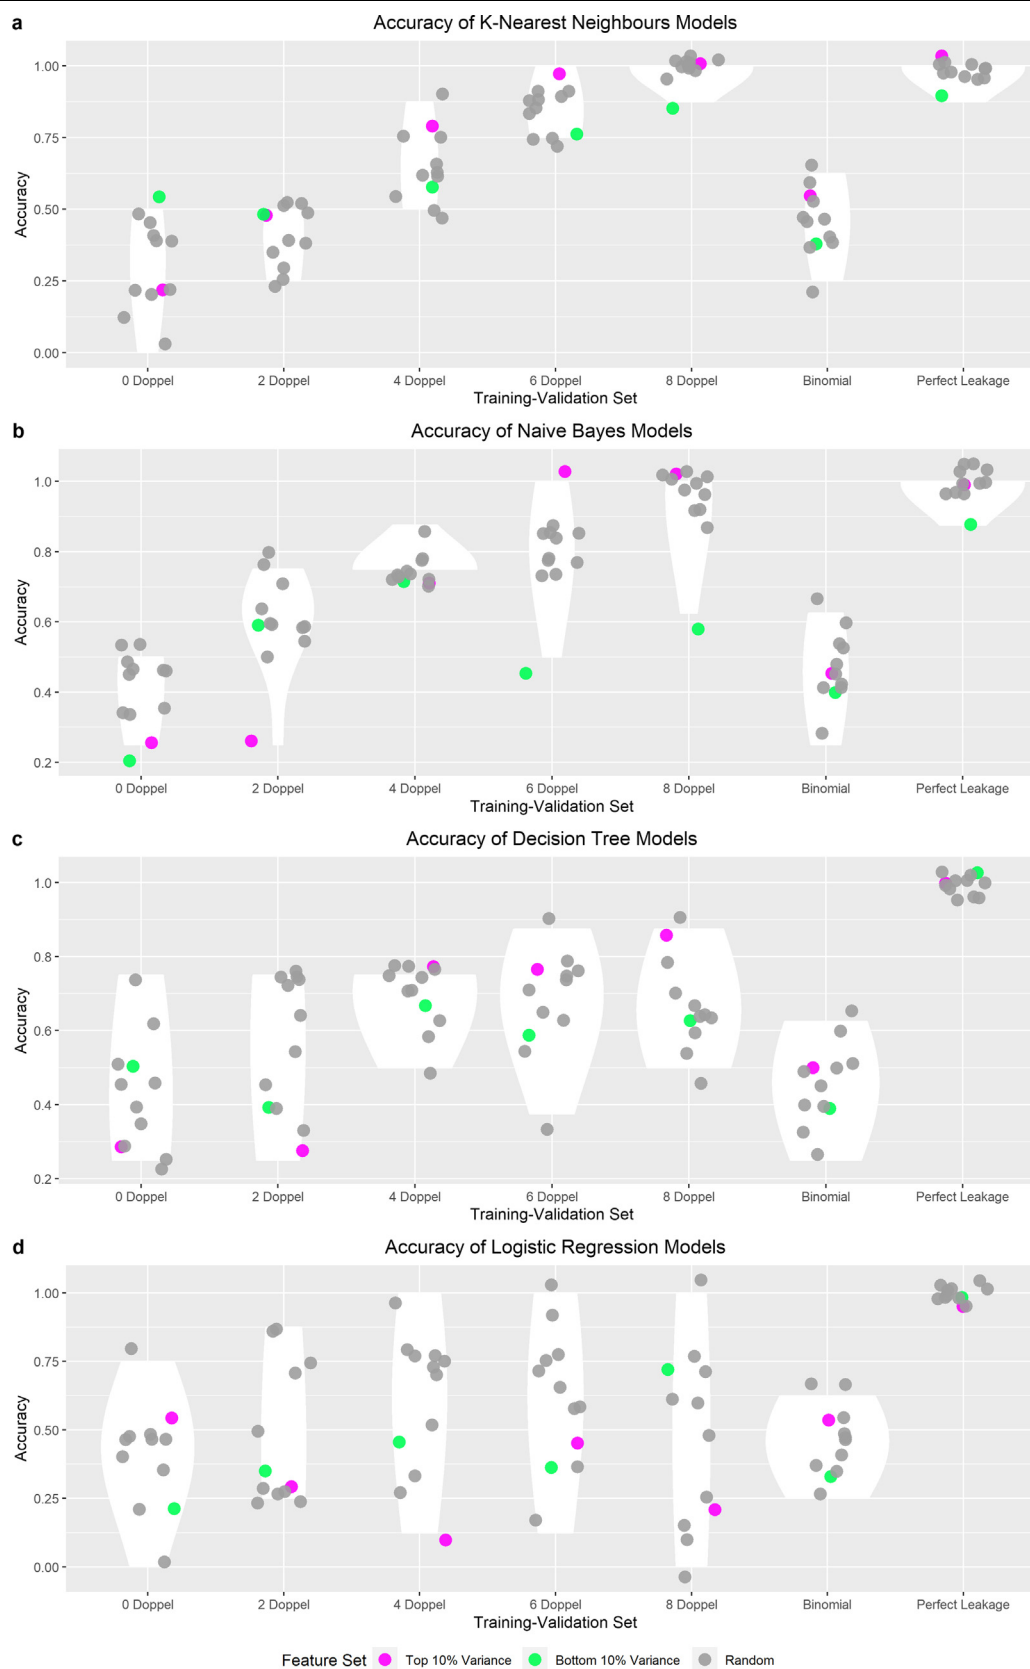 a
Accuracy of K-Nearest Neighbours Models
Accuracy
1.00
0.75
0.50
0.25
0.00
0 Doppel 2 Doppel 4 Doppel 6 Doppel 8 Doppel Binomial Perfect Leakage
Training-Validation Set
b
Accuracy of Naive Bayes Models
Accuracy
1.0
0.8
0.6
0.4
0.2
0 Doppel 2 Doppel 4 Doppel 6 Doppel 8 Doppel Binomial Perfect Leakage
Training-Validation Set
c
Accuracy of Decision Tree Models
Accuracy
1.0
0.8
0.6
0.4
0.2
0 Doppel 2 Doppel 4 Doppel 6 Doppel 8 Doppel Binomial Perfect Leakage
Training-Validation Set
d
Accuracy of Logistic Regression Models
Accuracy
1.00
0.75
0.50
0.25
0.00
0 Doppel 2 Doppel 4 Doppel 6 Doppel 8 Doppel Binomial Perfect Leakage
Training-Validation Set
Feature Set Top 10% Variance Bottom 10% Variance Random